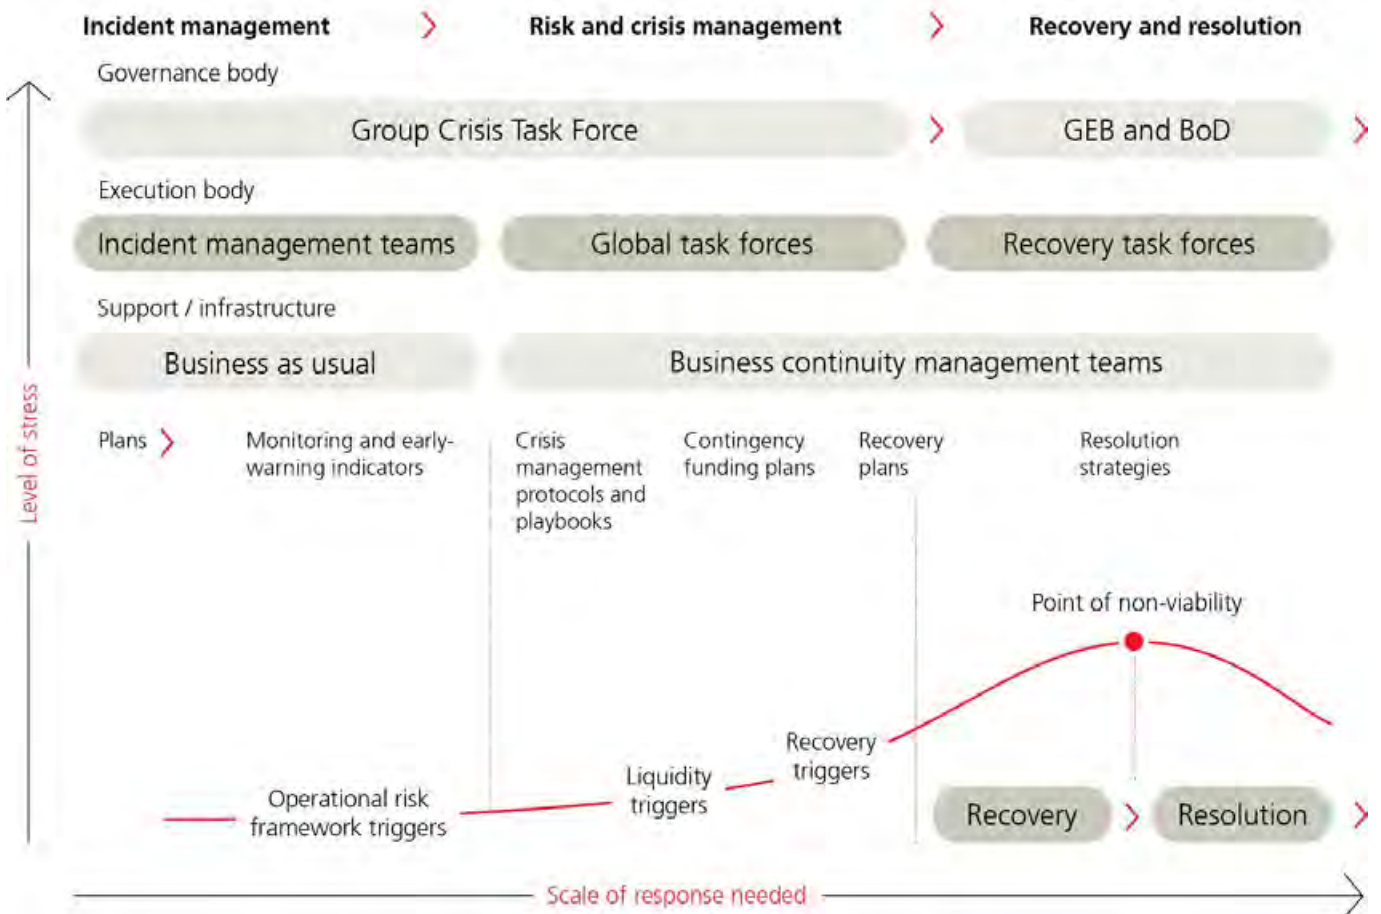 Incident management
Risk and crisis management
Recovery and resolution
Governance body
Group Crisis Task Force
GEB and BoD
Execution body
Incident management teams
Global task forces
Recovery task forces
Support / infrastructure
Business as usual
Business continuity management teams
Level of stress
Plans
Monitoring and early-
warning indicators
Crisis
management
protocols and
playbooks
Contingency
funding plans
Recovery
plans
Resolution
strategies
Point of non-viability
Operational risk
framework triggers
Liquidity
triggers
Recovery
triggers
Recovery
Resolution
Scale of response needed